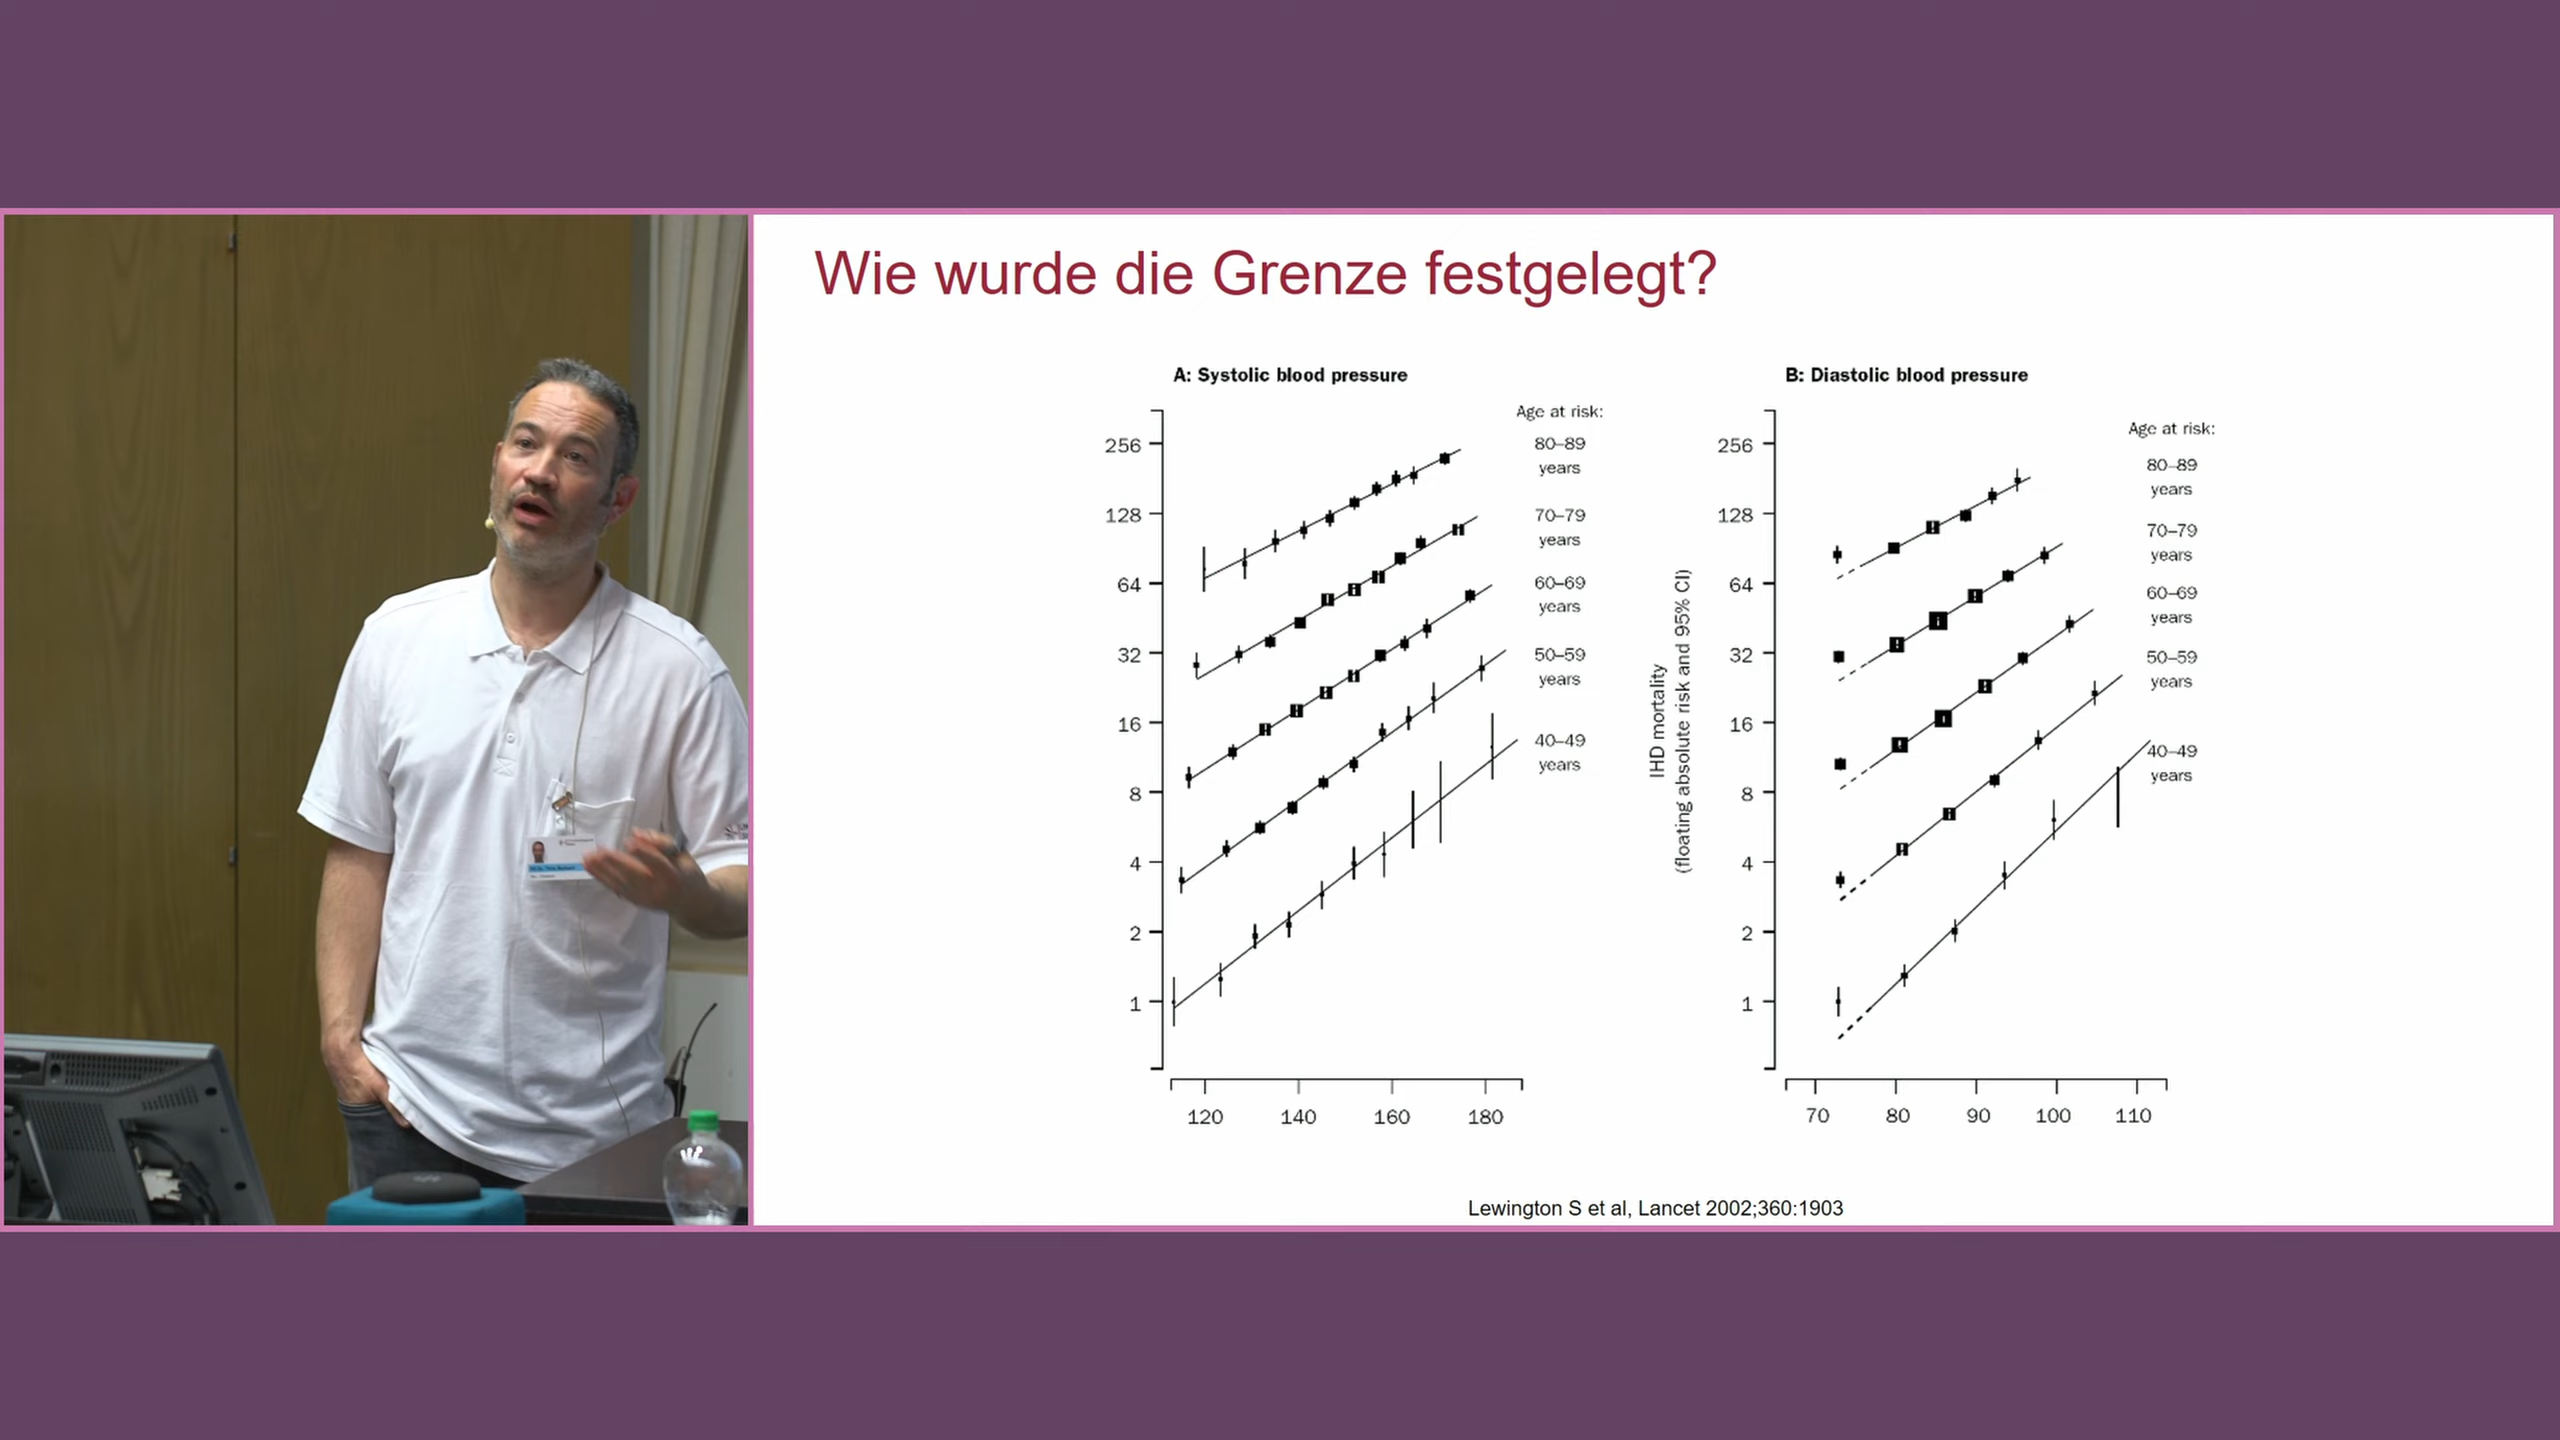 Wie wurde die Grenze festgelegt?
A: Systolic blood pressure
Age at risk:
256
128
64
32
16
8
4
2
1
80–89
years
70–79
years
60–69
years
50–59
years
40–49
years
120 140 160 180
B: Diastolic blood pressure
Age at risk:
IHD mortality
(floating absolute risk and 95% CI)
256
128
64
32
16
8
4
2
1
80–89
years
70–79
years
60–69
years
50–59
years
40–49
years
70 80 90 100 110
Lewington S et al, Lancet 2002;360:1903